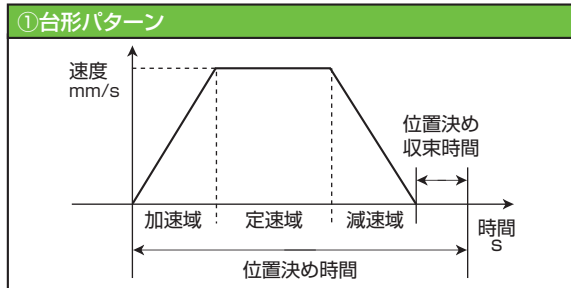 ①台形パターン
速度
mm/s
位置決め
収束時間
加速域
定速域
減速域
時間
s
位置決め時間